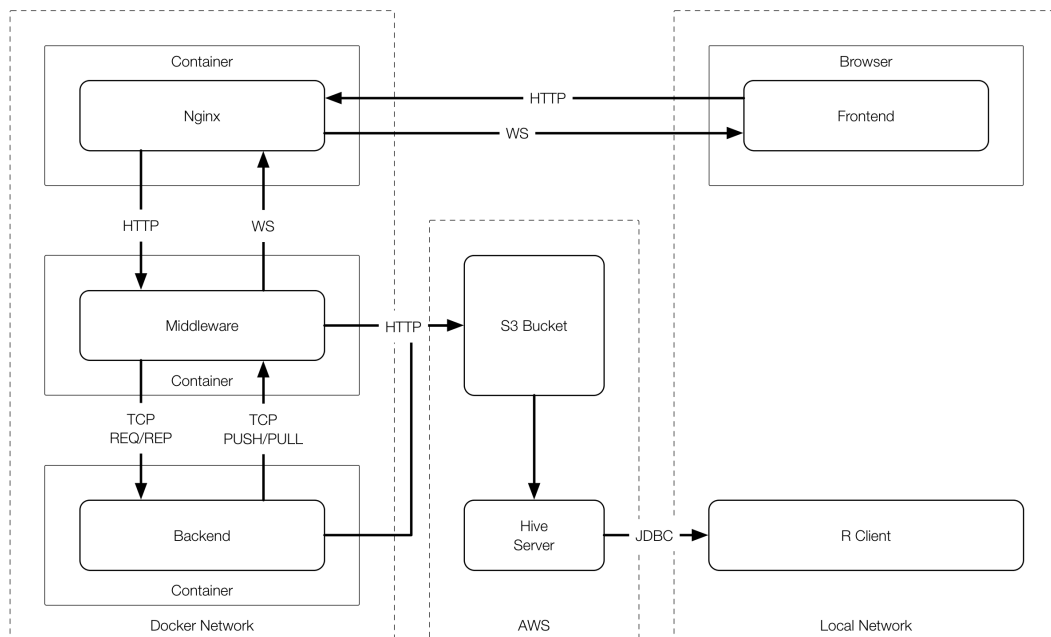 Container
Browser
Nginx
HTTP
Frontend
WS
HTTP
WS
Middleware
HTTP
S3 Bucket
Container
TCP
REQ/REP
TCP
PUSH/PULL
Backend
Hive
Server
JDBC
R Client
Container
Docker Network
AWS
Local Network